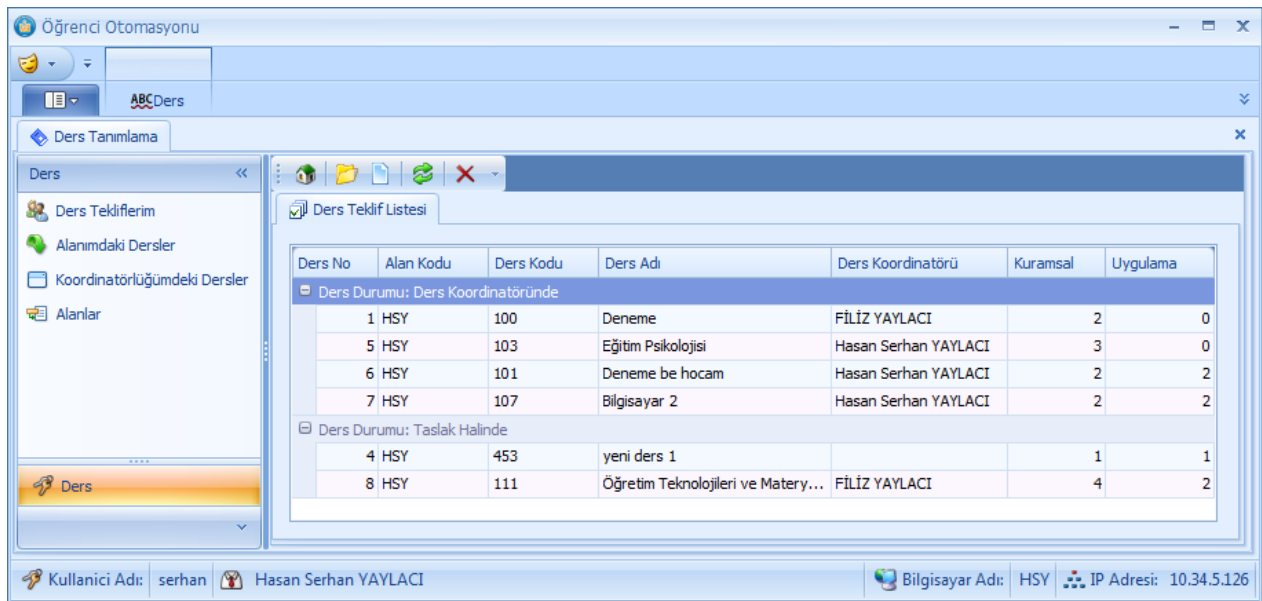 Öğrenci Otomasyonu
ABC Ders
Ders Tanımlama
Ders
Ders Tekliflerim
Alanımdaki Dersler
Koordinatörlüğümdeki Dersler
Alanlar
Ders
Ders Teklif Listesi
Ders No Alan Kodu Ders Kodu Ders Adı Ders Koordinatörü Kuramsal Uygulama
Ders Durumu: Ders Koordinatöründe
1 HSY 100 Deneme FİLİZ YAYLACI 2 0
5 HSY 103 Eğitim Psikolojisi Hasan Serhan YAYLACI 3 0
6 HSY 101 Deneme be hocam Hasan Serhan YAYLACI 2 2
7 HSY 107 Bilgisayar 2 Hasan Serhan YAYLACI 2 2
Ders Durumu: Taslak Halinde
4 HSY 453 yeni ders 1 1 1
8 HSY 111 Öğretim Teknolojileri ve Matery... FİLİZ YAYLACI 4 2
Kullanici Adı: serhan Hasan Serhan YAYLACI Bilgisayar Adı: HSY IP Adresi: 10.34.5.126